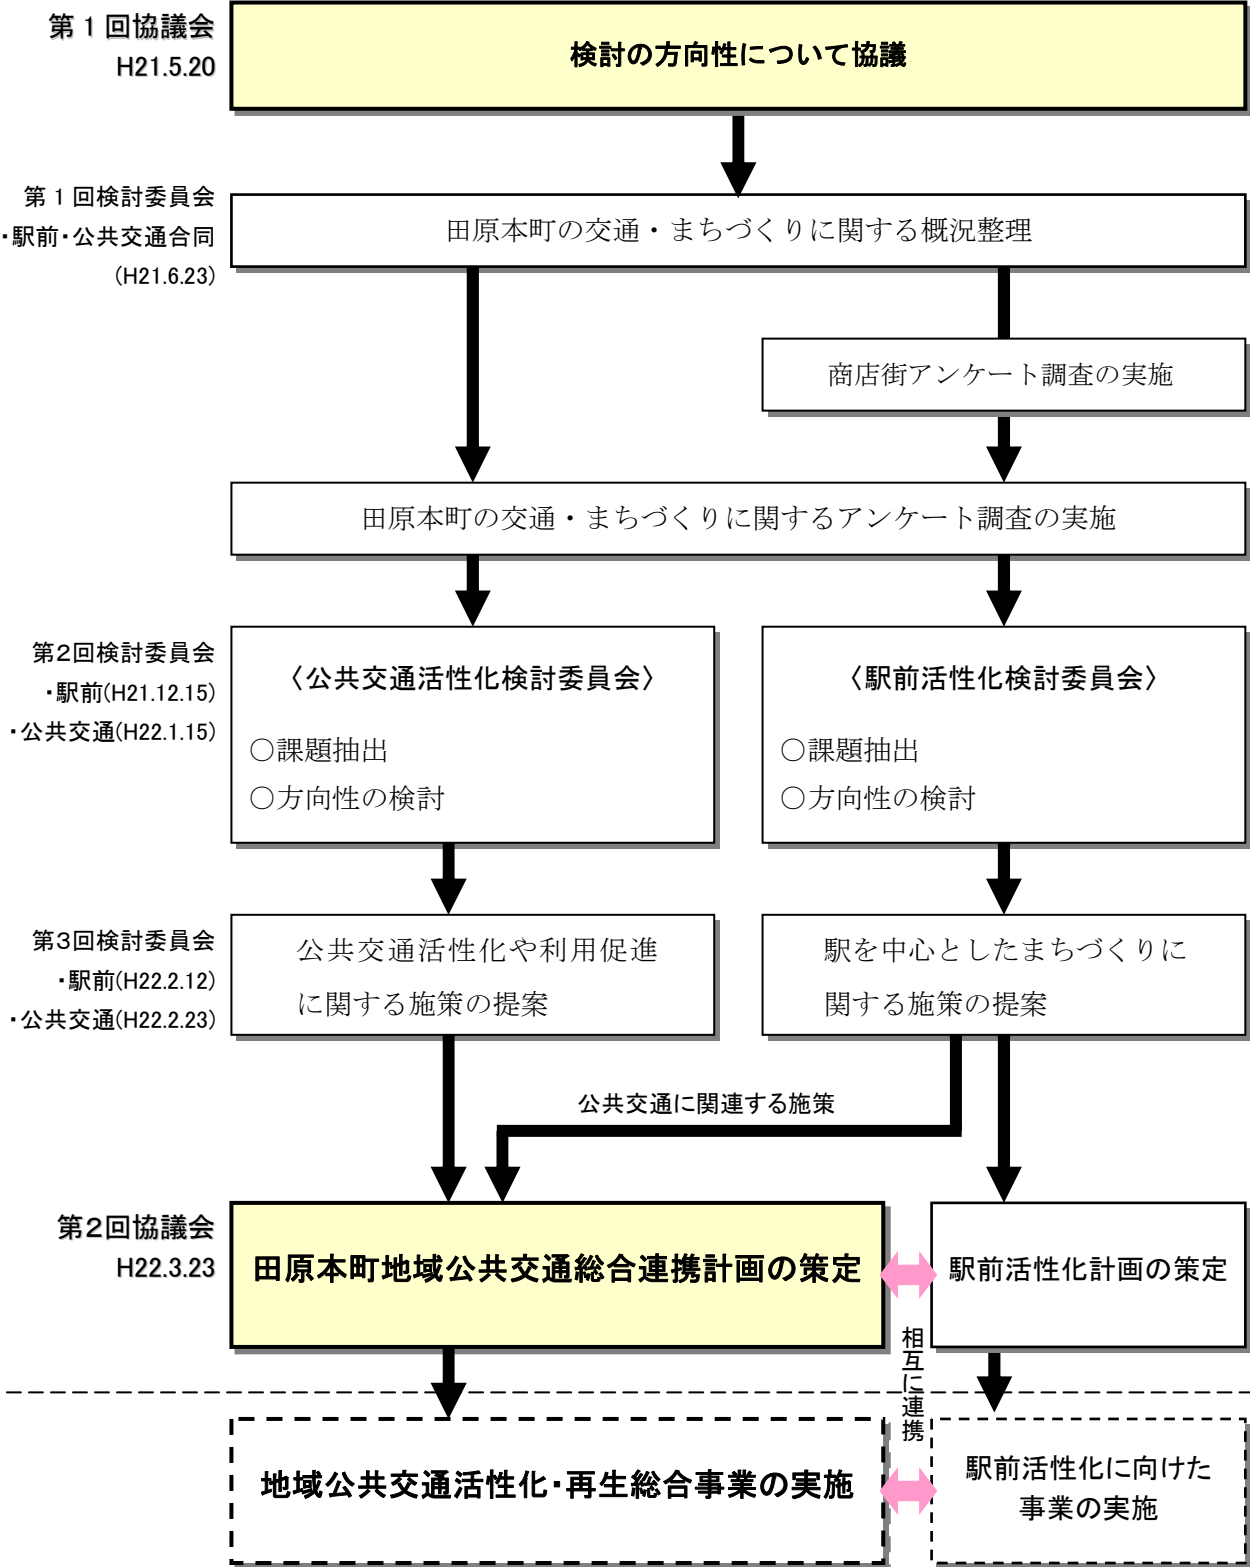 第１回協議会
H21.5.20
検討の方向性について協議
第１回検討委員会
・駅前・公共交通合同
(H21.6.23)
田原本町の交通・まちづくりに関する概況整理
商店街アンケート調査の実施
田原本町の交通・まちづくりに関するアンケート調査の実施
第2回検討委員会
・駅前(H21.12.15)
・公共交通(H22.1.15)
〈公共交通活性化検討委員会〉
○課題抽出
○方向性の検討
〈駅前活性化検討委員会〉
○課題抽出
○方向性の検討
第3回検討委員会
・駅前(H22.2.12)
・公共交通(H22.2.23)
公共交通活性化や利用促進
に関する施策の提案
駅を中心としたまちづくりに
関する施策の提案
公共交通に関連する施策
第2回協議会
H22.3.23
田原本町地域公共交通総合連携計画の策定
駅前活性化計画の策定
相互に連携
地域公共交通活性化・再生総合事業の実施
駅前活性化に向けた
事業の実施